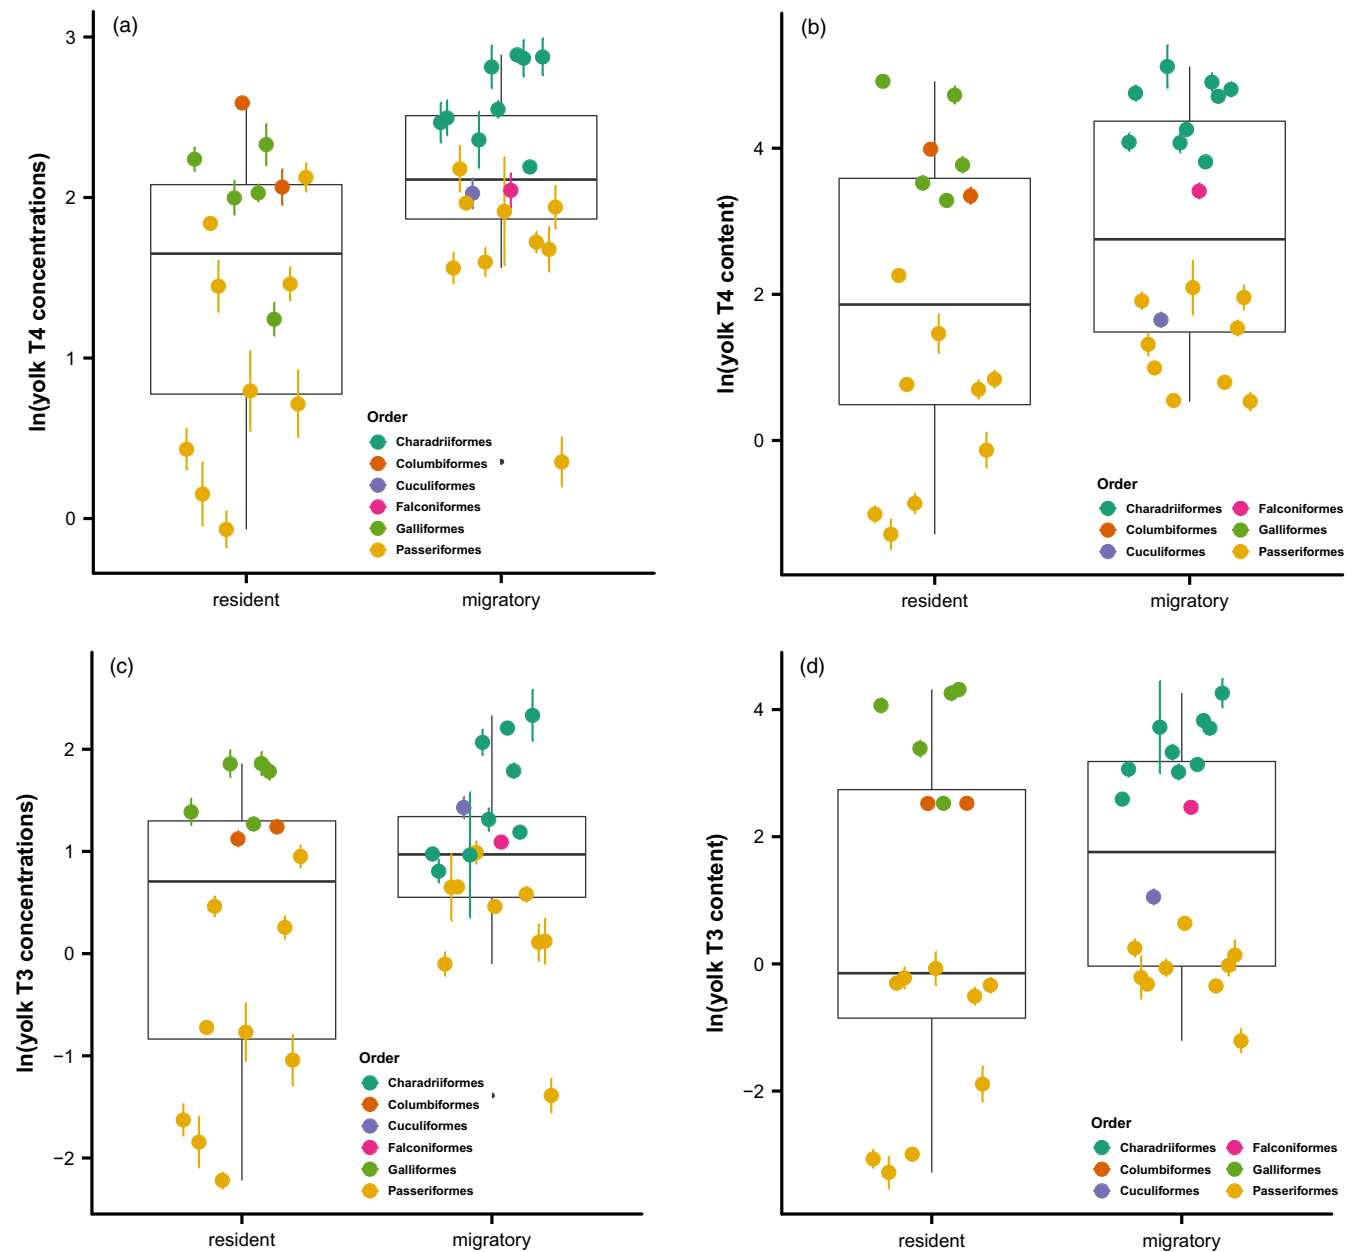 (a)
ln(yolk T4 concentrations)
3
2
1
0
Order
Charadriiformes
Columbiformes
Cuculiformes
Falconiformes
Galliformes
Passeriformes
resident migratory
(b)
ln(yolk T4 content)
4
2
0
Order
Charadriiformes Falconiformes
Columbiformes Galliformes
Cuculiformes Passeriformes
resident migratory
(c)
ln(yolk T3 concentrations)
2
1
0
−1
−2
Order
Charadriiformes
Columbiformes
Cuculiformes
Falconiformes
Galliformes
Passeriformes
resident migratory
(d)
ln(yolk T3 content)
4
2
0
−2
Order
Charadriiformes Falconiformes
Columbiformes Galliformes
Cuculiformes Passeriformes
resident migratory